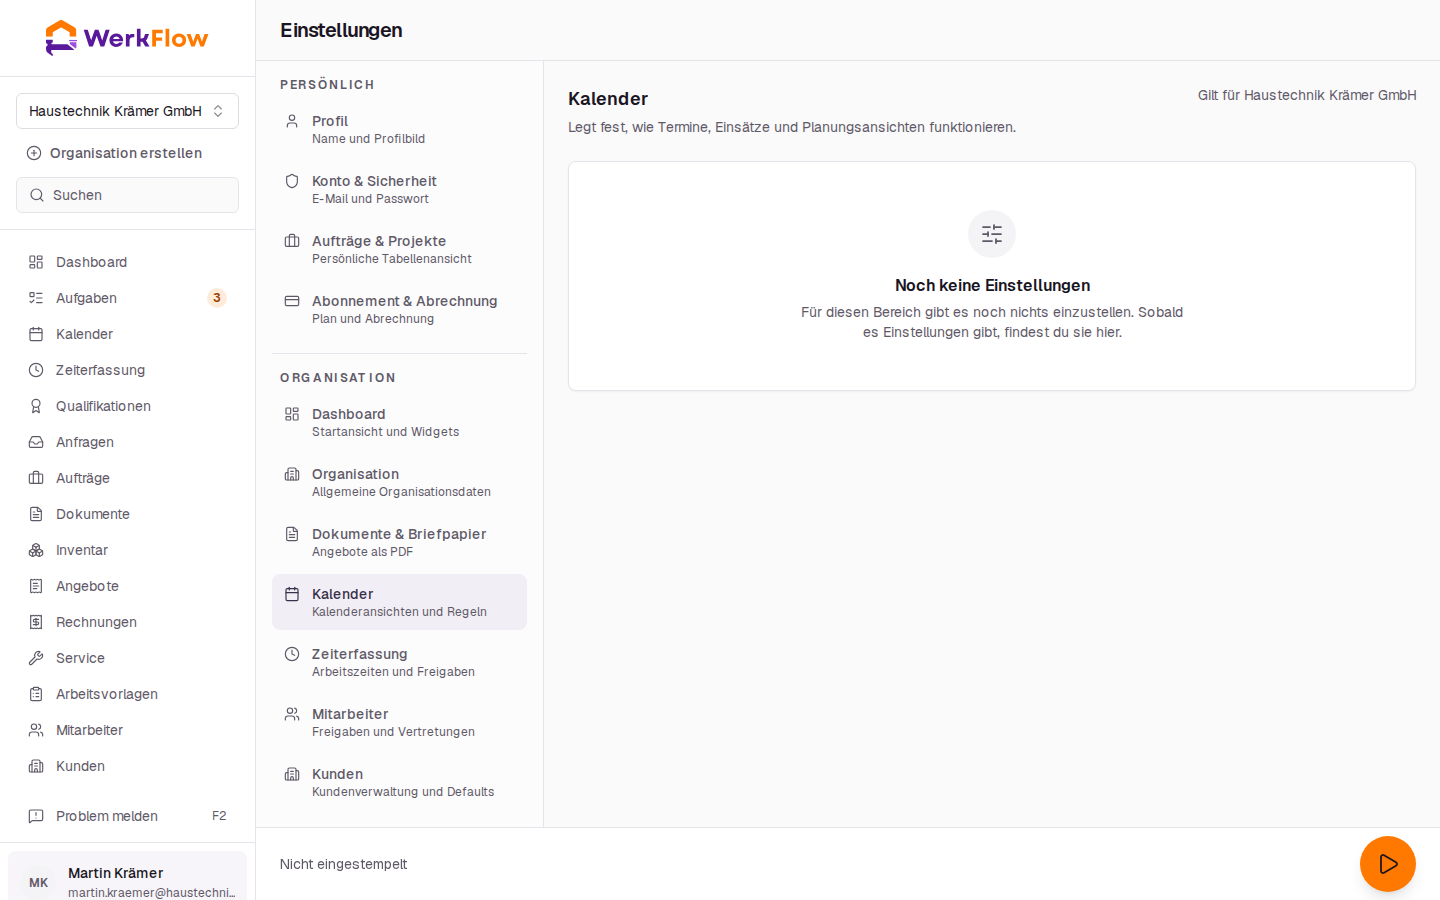 WerkFlow
Haustechnik Krämer GmbH
Organisation erstellen
Suchen
Dashboard
Aufgaben 3
Kalender
Zeiterfassung
Qualifikationen
Anfragen
Aufträge
Dokumente
Inventar
Angebote
Rechnungen
Service
Arbeitsvorlagen
Mitarbeiter
Kunden
Problem melden F2
MK
Martin Krämer
martin.kraemer@haustechni...
Einstellungen
PERSÖNLICH
Profil
Name und Profilbild
Konto & Sicherheit
E-Mail und Passwort
Aufträge & Projekte
Persönliche Tabellenansicht
Abonnement & Abrechnung
Plan und Abrechnung
ORGANISATION
Dashboard
Startansicht und Widgets
Organisation
Allgemeine Organisationsdaten
Dokumente & Briefpapier
Angebote als PDF
Kalender
Kalenderansichten und Regeln
Zeiterfassung
Arbeitszeiten und Freigaben
Mitarbeiter
Freigaben und Vertretungen
Kunden
Kundenverwaltung und Defaults
Kalender
Gilt für Haustechnik Krämer GmbH
Legt fest, wie Termine, Einsätze und Planungsansichten funktionieren.
Noch keine Einstellungen
Für diesen Bereich gibt es noch nichts einzustellen. Sobald
es Einstellungen gibt, findest du sie hier.
Nicht eingestempelt